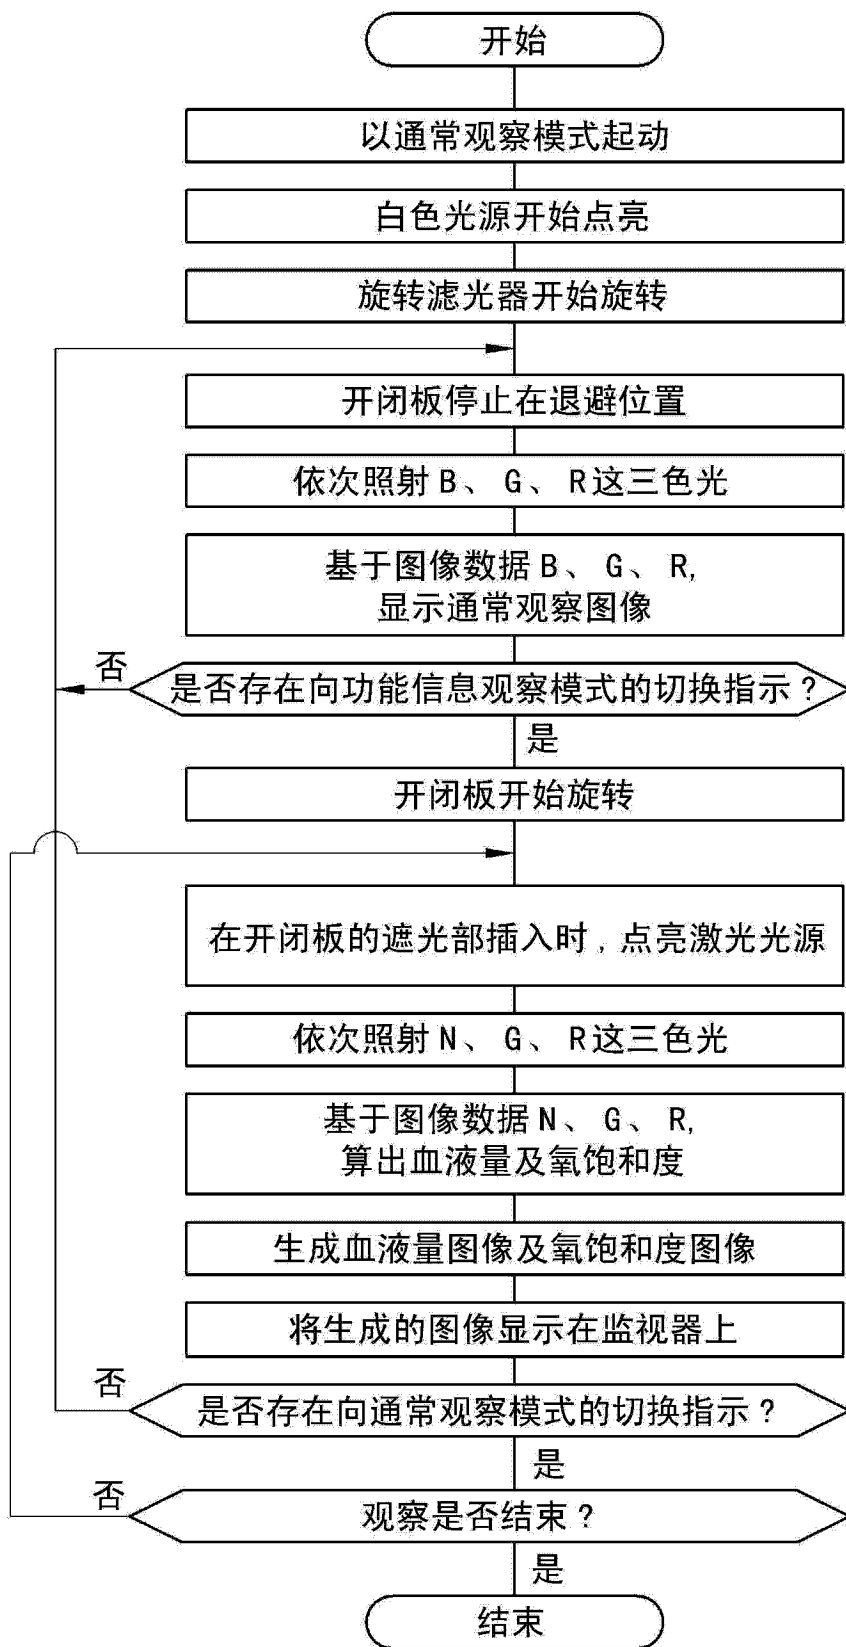 开始
以通常观察模式起动
白色光源开始点亮
旋转滤光器开始旋转
开闭板停止在退避位置
依次照射 B、 G、 R这三色光
基于图像数据 B、 G、 R,
显示通常观察图像
否
是否存在向功能信息观察模式的切换指示?
是
开闭板开始旋转
在开闭板的遮光部插入时,点亮激光光源
依次照射 N、 G、 R这三色光
基于图像数据 N、 G、 R,
算出血液量及氧饱和度
生成血液量图像及氧饱和度图像
将生成的图像显示在监视器上
否
是否存在向通常观察模式的切换指示?
是
否
观察是否结束?
是
结束